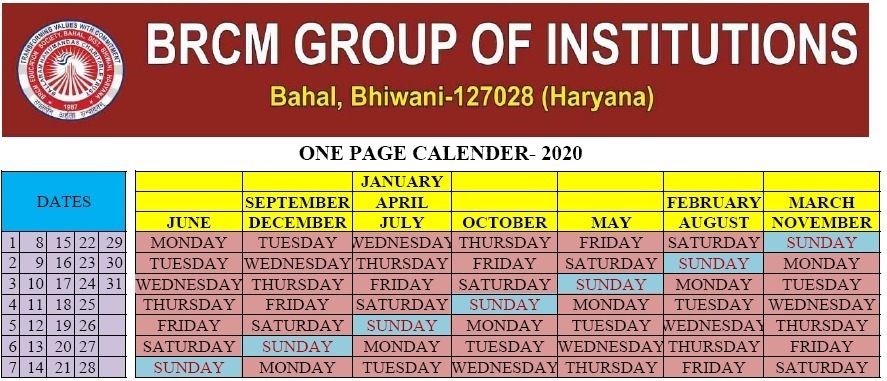 TRANSFORMING VALUES WITH COMMITMENT
1987
BRCM GROUP OF INSTITUTIONS
Bahal, Bhiwani-127028 (Haryana)
ONE PAGE CALENDER- 2020
JANUARY
DATES SEPTEMBER APRIL FEBRUARY MARCH
JUNE DECEMBER JULY OCTOBER MAY AUGUST NOVEMBER
1 8 15 22 29 MONDAY TUESDAY WEDNESDAY THURSDAY FRIDAY SATURDAY SUNDAY
2 9 16 23 30 TUESDAY WEDNESDAY THURSDAY FRIDAY SATURDAY SUNDAY MONDAY
3 10 17 24 31 WEDNESDAY THURSDAY FRIDAY SATURDAY SUNDAY MONDAY TUESDAY
4 11 18 25 THURSDAY FRIDAY SATURDAY SUNDAY MONDAY TUESDAY WEDNESDAY
5 12 19 26 FRIDAY SATURDAY SUNDAY MONDAY TUESDAY WEDNESDAY THURSDAY
6 13 20 27 SATURDAY SUNDAY MONDAY TUESDAY WEDNESDAY THURSDAY FRIDAY
7 14 21 28 SUNDAY MONDAY TUESDAY WEDNESDAY THURSDAY FRIDAY SATURDAY